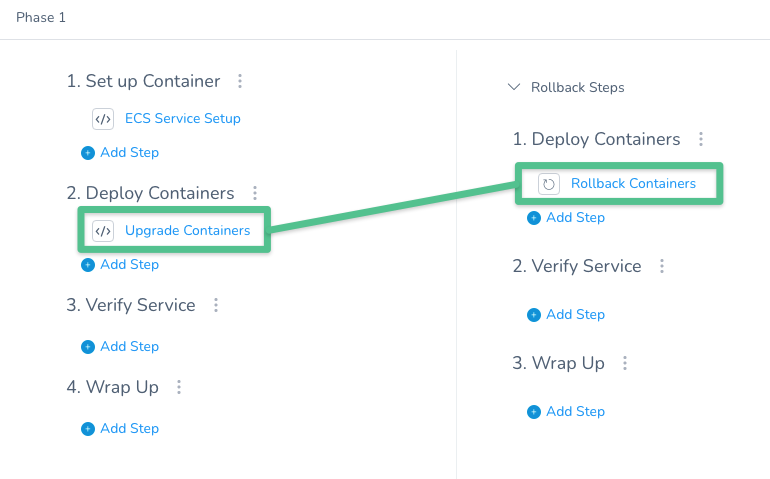 Phase 1
1. Set up Container
ECS Service Setup
Add Step
2. Deploy Containers
Upgrade Containers
Add Step
3. Verify Service
Add Step
4. Wrap Up
Add Step
Rollback Steps
1. Deploy Containers
Rollback Containers
Add Step
2. Verify Service
Add Step
3. Wrap Up
Add Step